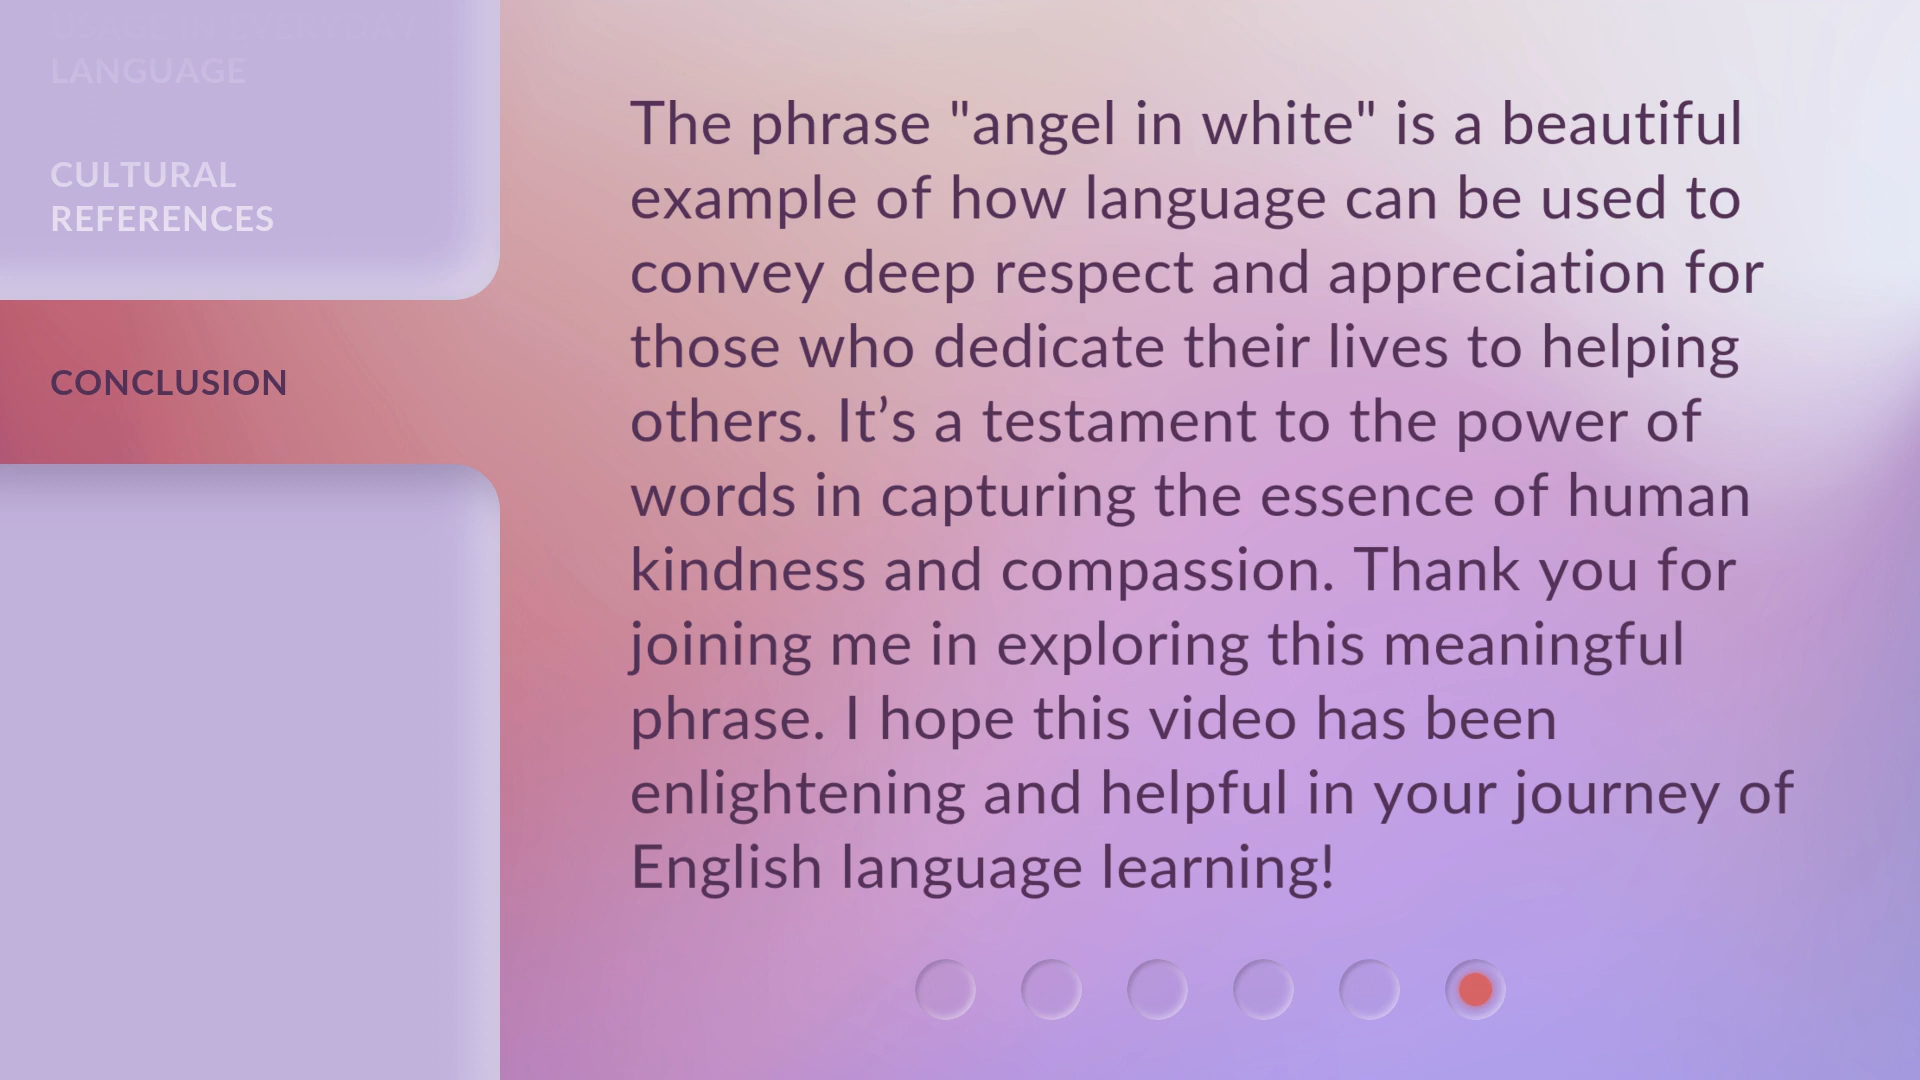 USAGE IN EVERYDAY
LANGUAGE
CULTURAL
REFERENCES
CONCLUSION
The phrase "angel in white" is a beautiful
example of how language can be used to
convey deep respect and appreciation for
those who dedicate their lives to helping
others. It’s a testament to the power of
words in capturing the essence of human
kindness and compassion. Thank you for
joining me in exploring this meaningful
phrase. I hope this video has been
enlightening and helpful in your journey of
English language learning!